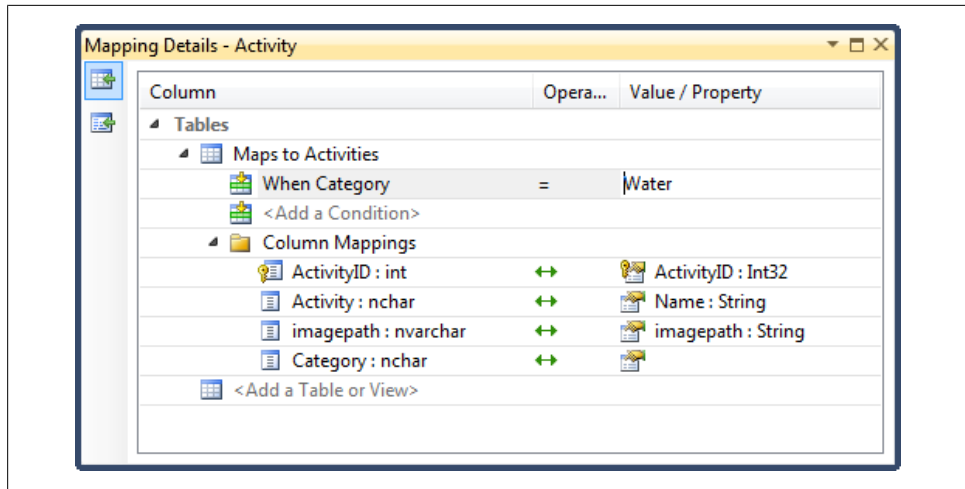 Mapping Details - Activity
Column Opera... Value / Property
Tables
Maps to Activities
When Category = Water
<Add a Condition>
Column Mappings
ActivityID : int ActivityID : Int32
Activity : nchar Name : String
imagepath : nvarchar imagepath : String
Category : nchar
<Add a Table or View>